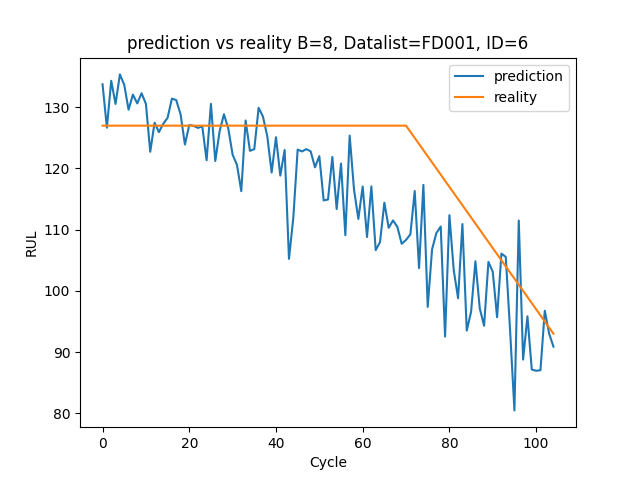 prediction vs reality B=8, Datalist=FD001, ID=6
prediction
reality
130
120
110
100
90
80
RUL
0 20 40 60 80 100
Cycle